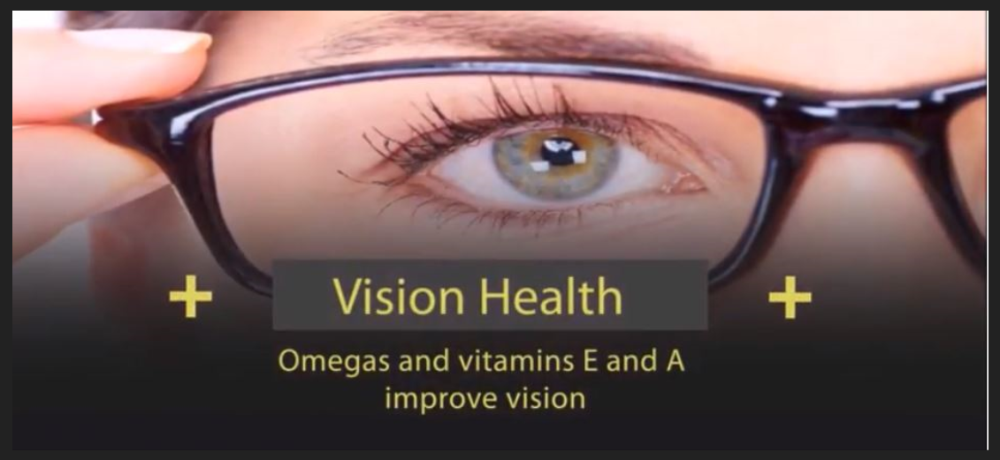 Vision Health
Omegas and vitamins E and A
improve vision